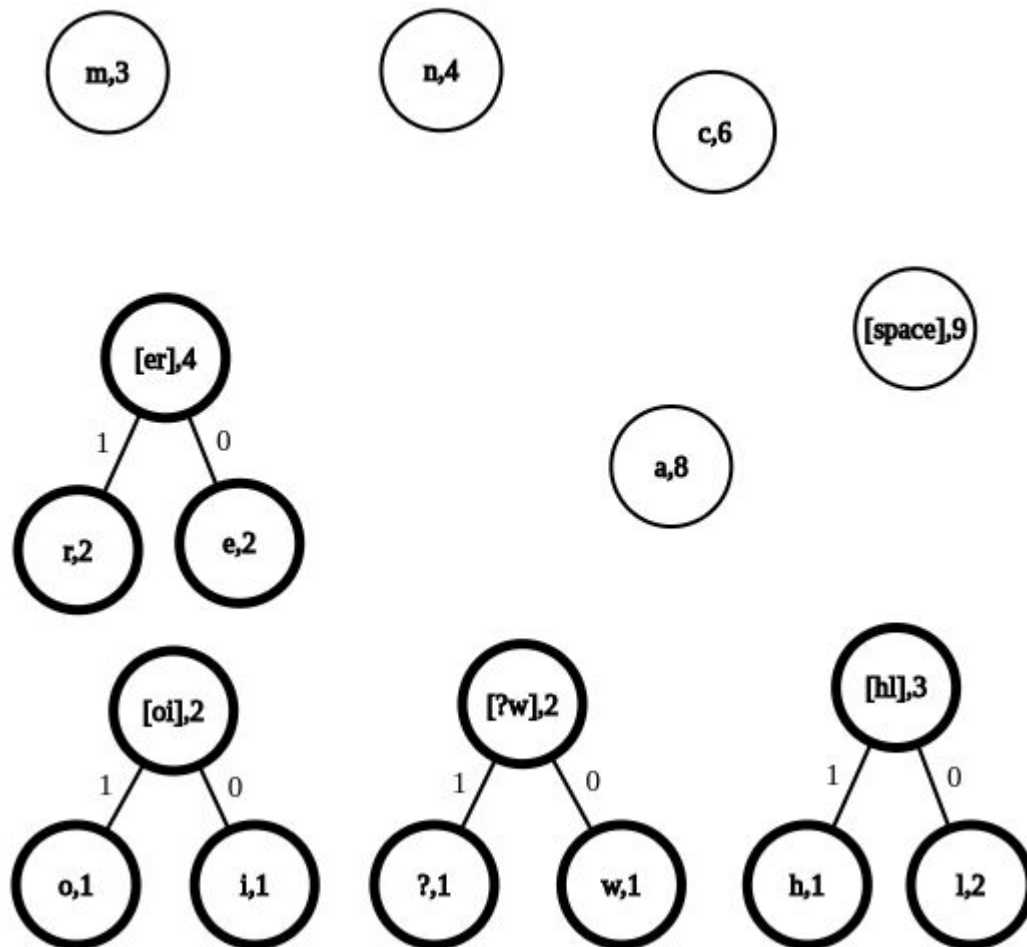 m,3
n,4
c,6
[space],9
[er],4
1
0
a,8
r,2
e,2
[oi],2
[?w],2
[hl],3
1
0
1
0
1
0
o,1
i,1
?,1
w,1
h,1
l,2